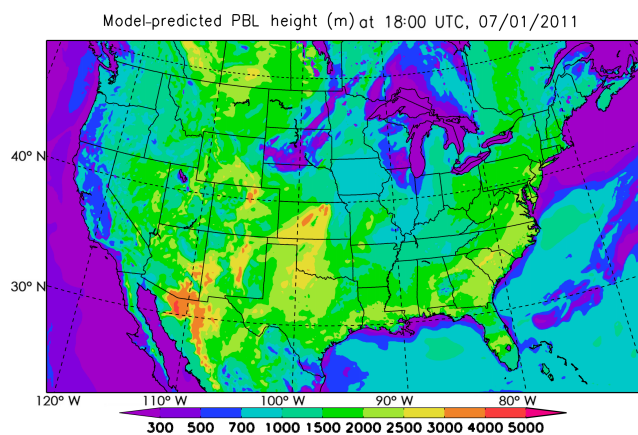 Model-predicted PBL height (m) at 18:00 UTC, 07/01/2011
40° N
30° N
120° W 110° W 100° W 90° W 80° W
300 500 700 1000 1500 2000 2500 3000 4000 5000